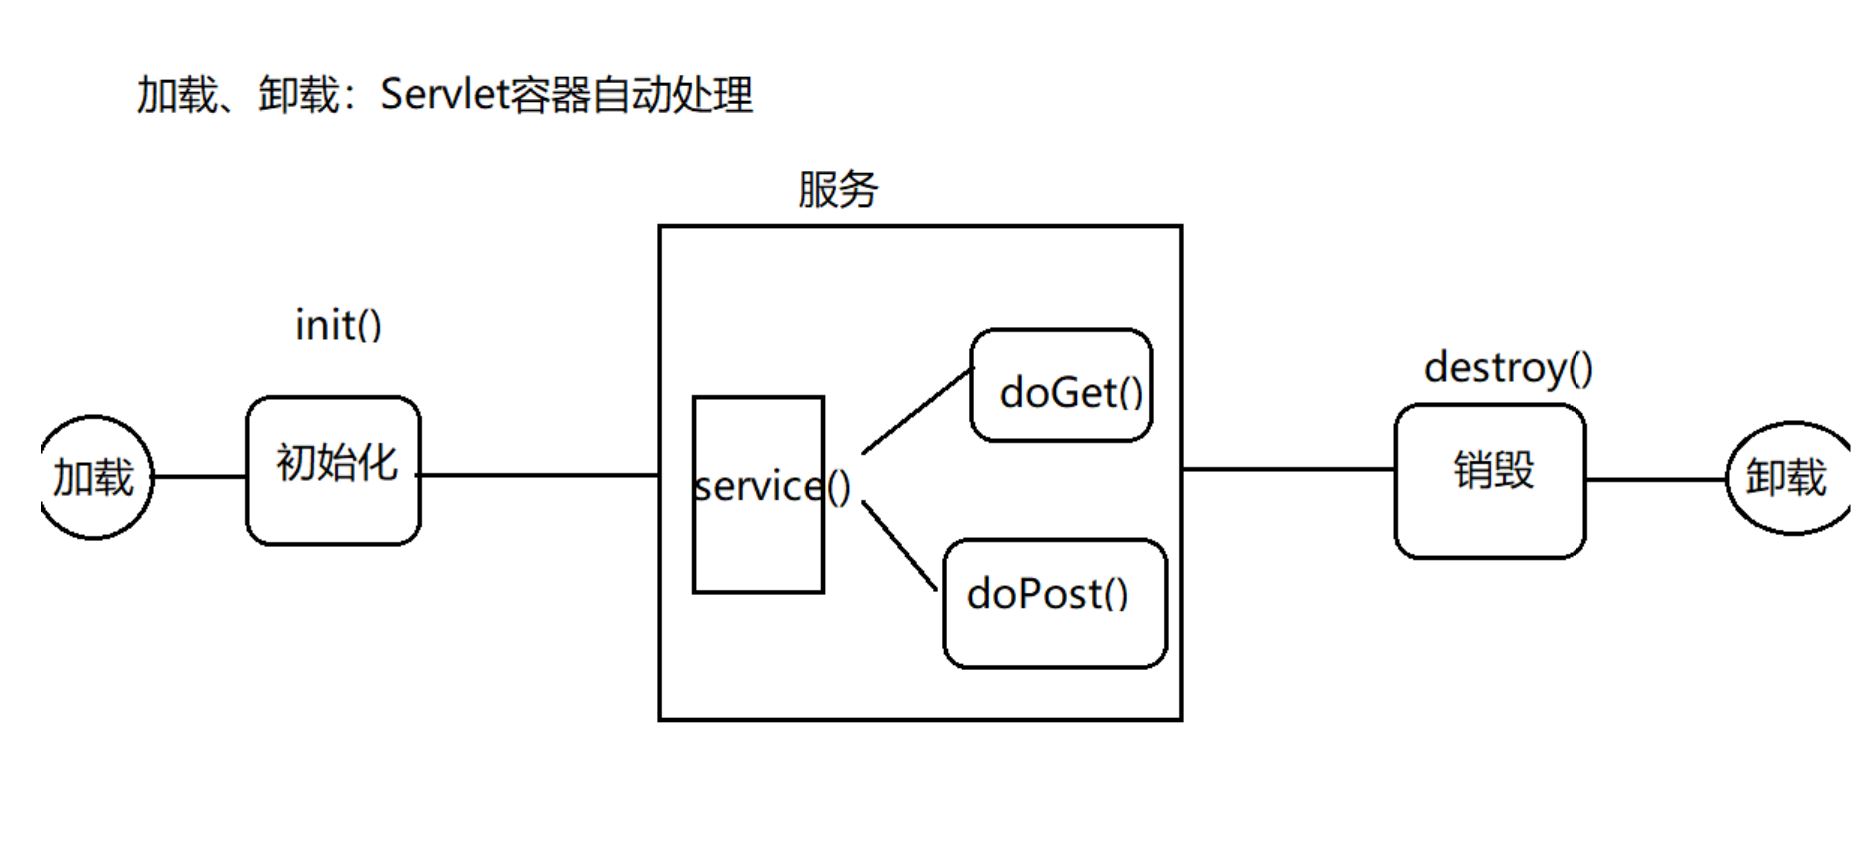 加载、卸载：Servlet容器自动处理
服务
init()
destroy()
加载
初始化
service()
doGet()
doPost()
销毁
卸载